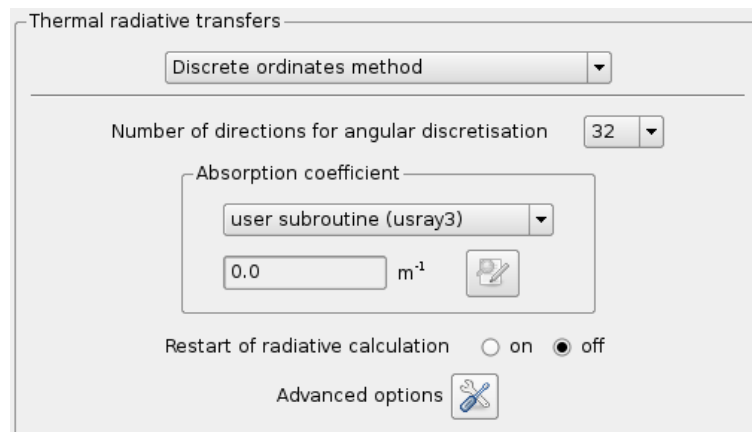 Thermal radiative transfers
Discrete ordinates method
Number of directions for angular discretisation 32
Absorption coefficient
user subroutine (usray3)
0.0 m⁻¹
Restart of radiative calculation on off
Advanced options